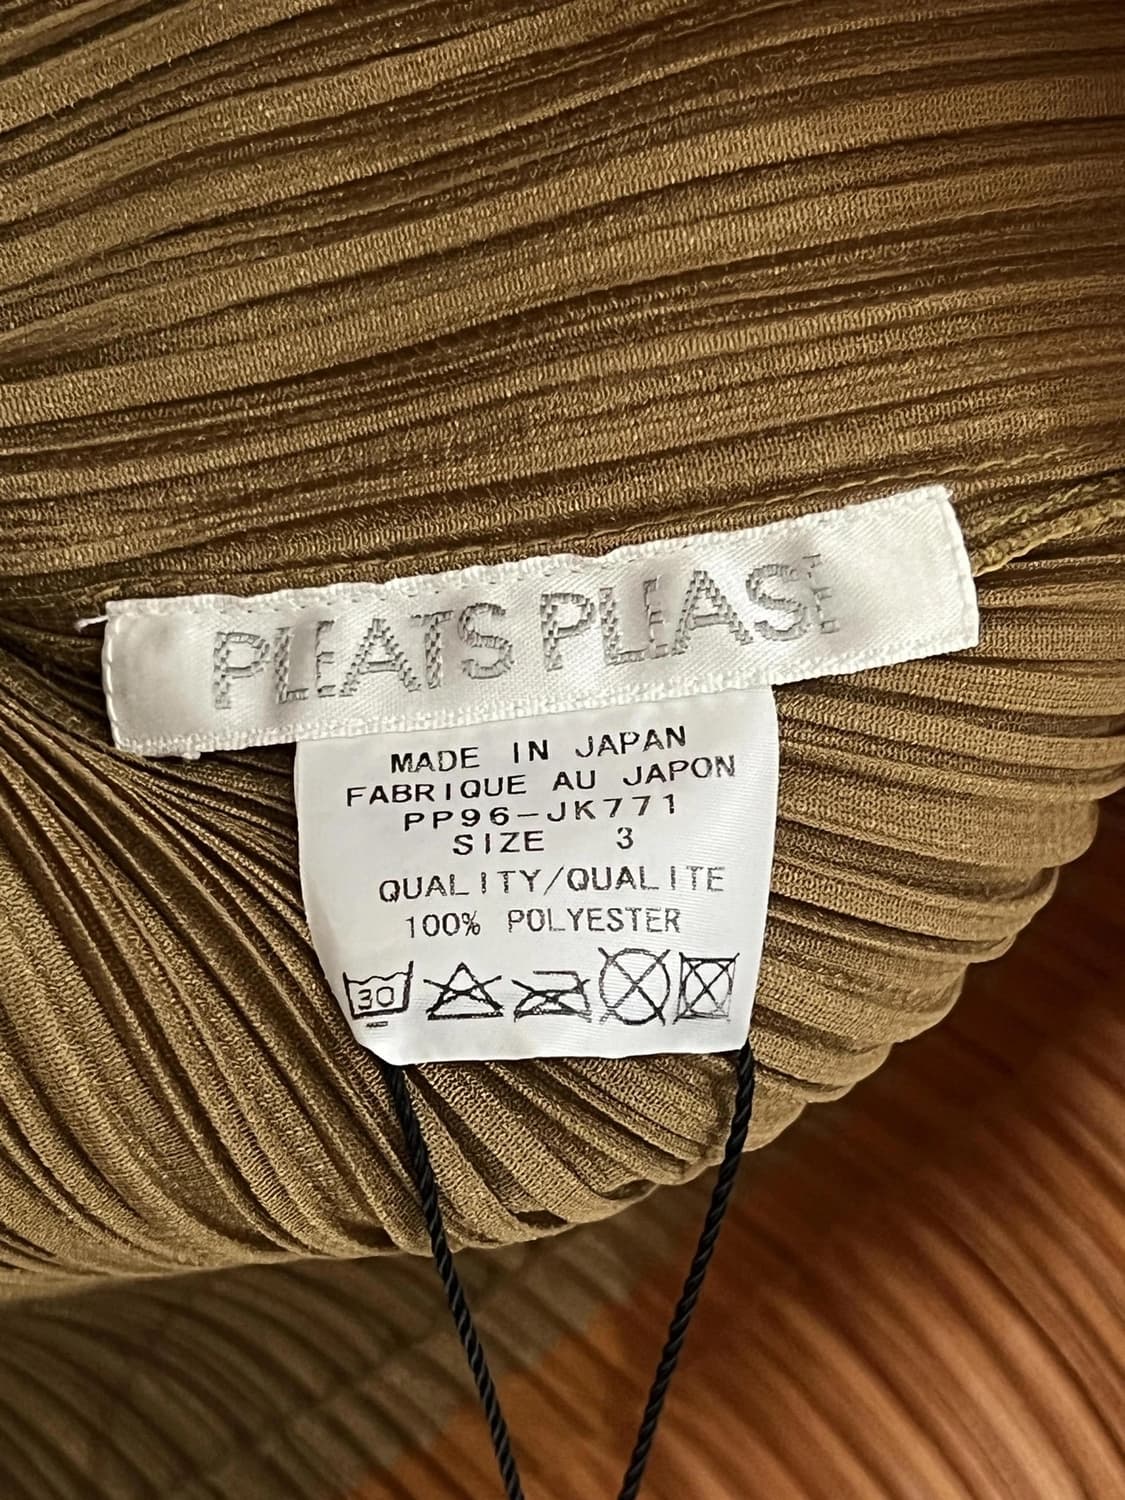 PLEATS PLEASE
MADE IN JAPAN
FABRIQUE AU JAPON
PP96-JK771
SIZE 3
QUALITY/QUALITE
100% POLYESTER
30